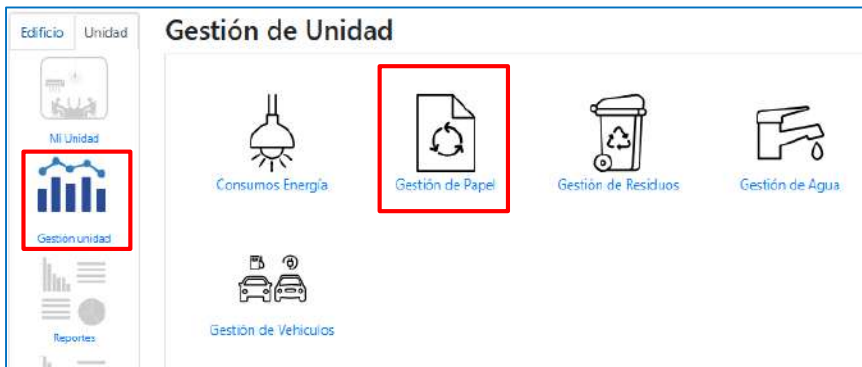 Edificio
Unidad
Gestión de Unidad
Mi Unidad
Gestión unidad
Reportes
Consumos Energía
Gestión de Papel
Gestión de Residuos
Gestión de Agua
Gestión de Vehiculos